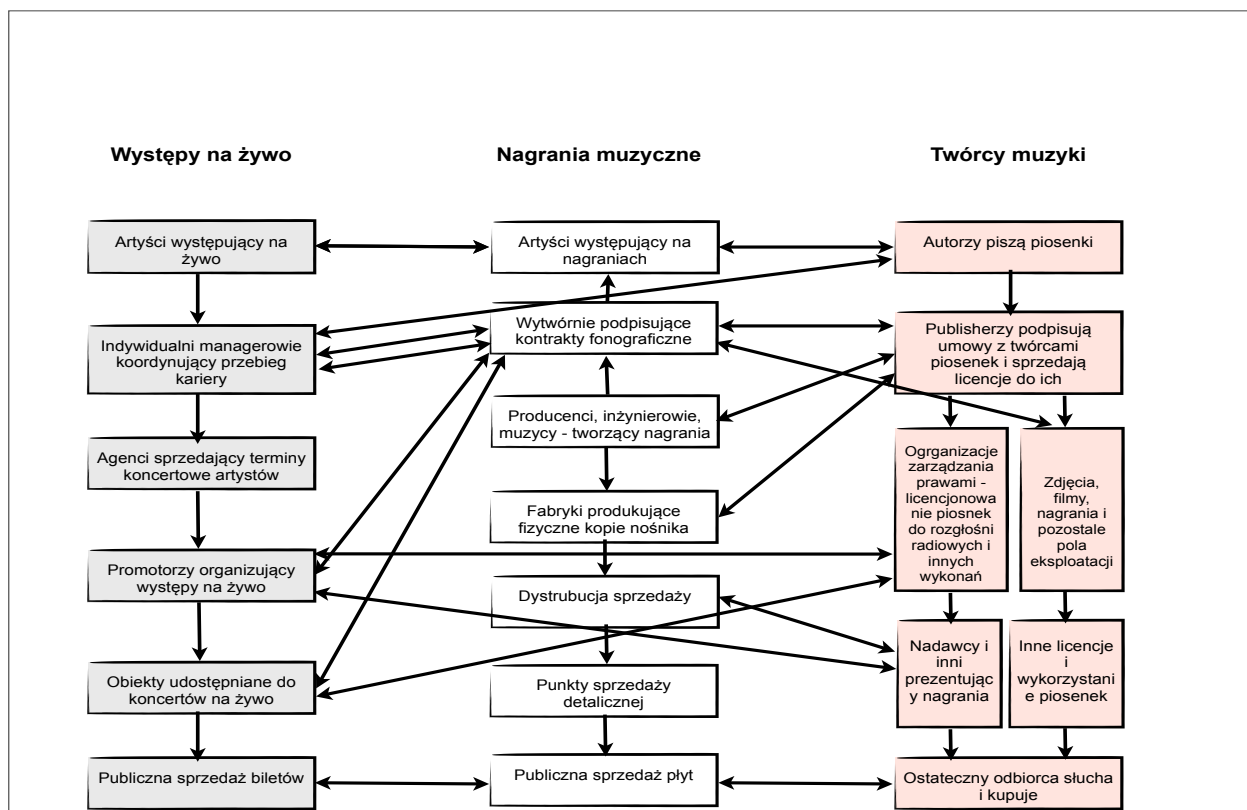 Występy na żywo
Artyści występujący na
żywo
Indywidualni managerowie
koordynujący przebieg
kariery
Agenci sprzedający terminy
koncertowe artystów
Promotorzy organizujący
występy na żywo
Obiekty udostępniane do
koncertów na żywo
Publiczna sprzedaż biletów
Nagrania muzyczne
Artyści występujący na
nagraniach
Wytwórnie podpisujące
kontrakty fonograficzne
Producenci, inżynierowie,
muzycy - tworzący nagrania
Fabryki produkujące
fizyczne kopie nośnika
Dystrubucja sprzedaży
Punkty sprzedaży
detalicznej
Publiczna sprzedaż płyt
Twórcy muzyki
Autorzy piszą piosenki
Publisherzy podpisują
umowy z twórcami
piosenek i sprzedają
licencje do ich
Ogrganizacje
zarządzania
prawami -
licencjonowa
nie piosnek
do rozgłośni
radiowych i
innych
wykonań
Zdjęcia,
filmy,
nagrania i
pozostałe
pola
eksploatacji
Nadawcy i
inni
prezentując
y nagrania
Inne licencje
i
wykorzystani
e piosenek
Ostateczny odbiorca słucha
i kupuje